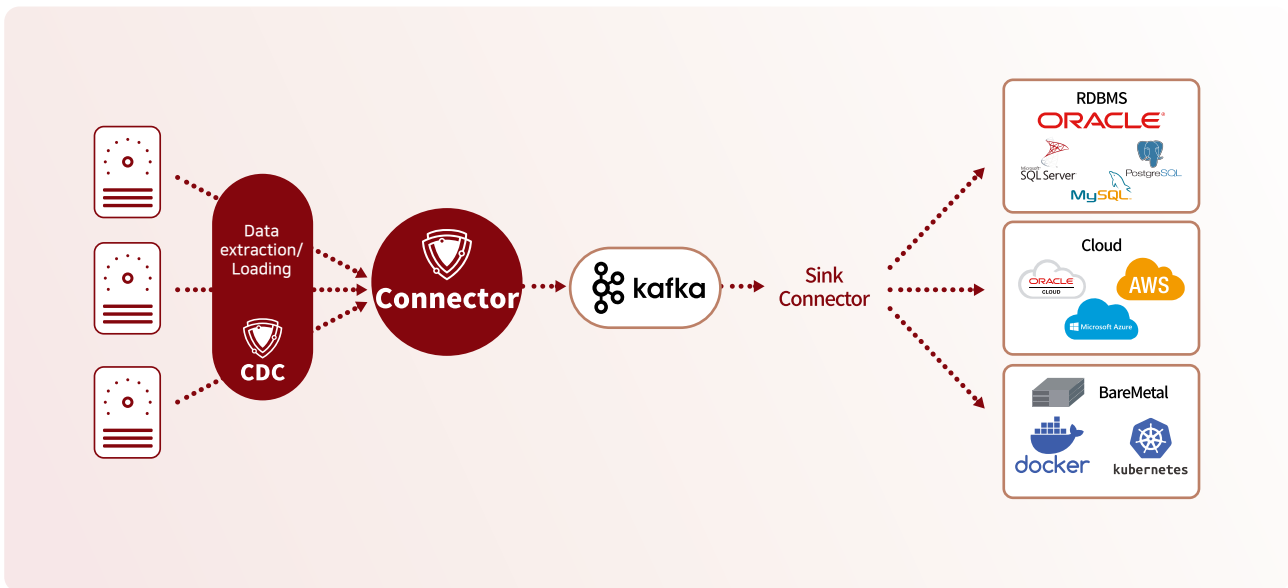 Data
extraction/
Loading
CDC
Connector
kafka
Sink
Connector
RDBMS
ORACLE
Microsoft
SQL Server
PostgreSQL
MySQL
Cloud
ORACLE
CLOUD
AWS
Microsoft Azure
BareMetal
docker
kubernetes